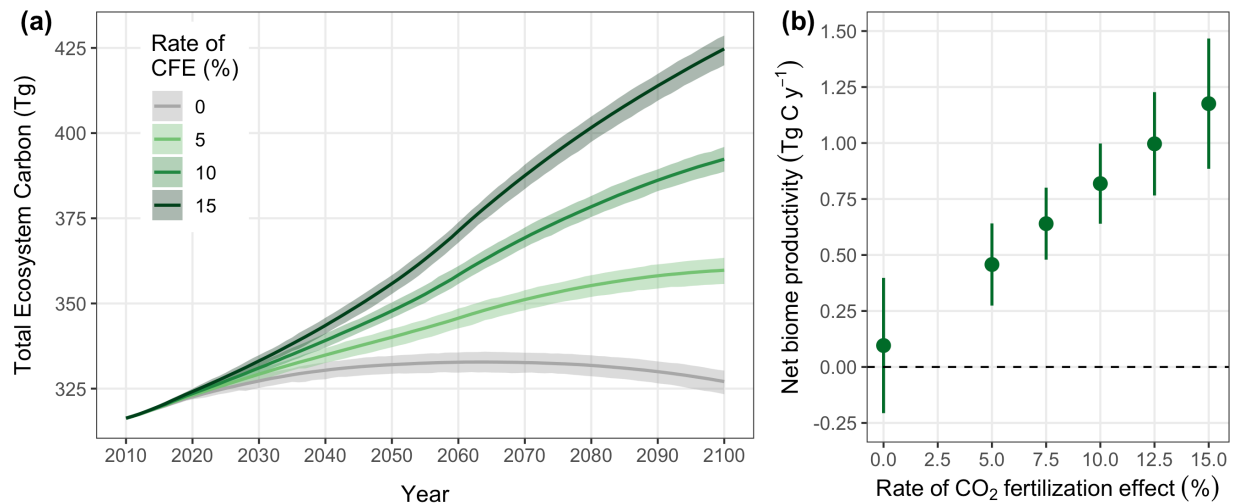 (a)
Total Ecosystem Carbon (Tg)
425
400
375
350
325
Rate of
CFE (%)
0
5
10
15
2010 2020 2030 2040 2050 2060 2070 2080 2090 2100
Year
(b)
Net biome productivity (Tg C y⁻¹)
1.50
1.25
1.00
0.75
0.50
0.25
0.00
-0.25
0.0 2.5 5.0 7.5 10.0 12.5 15.0
Rate of CO₂ fertilization effect (%)